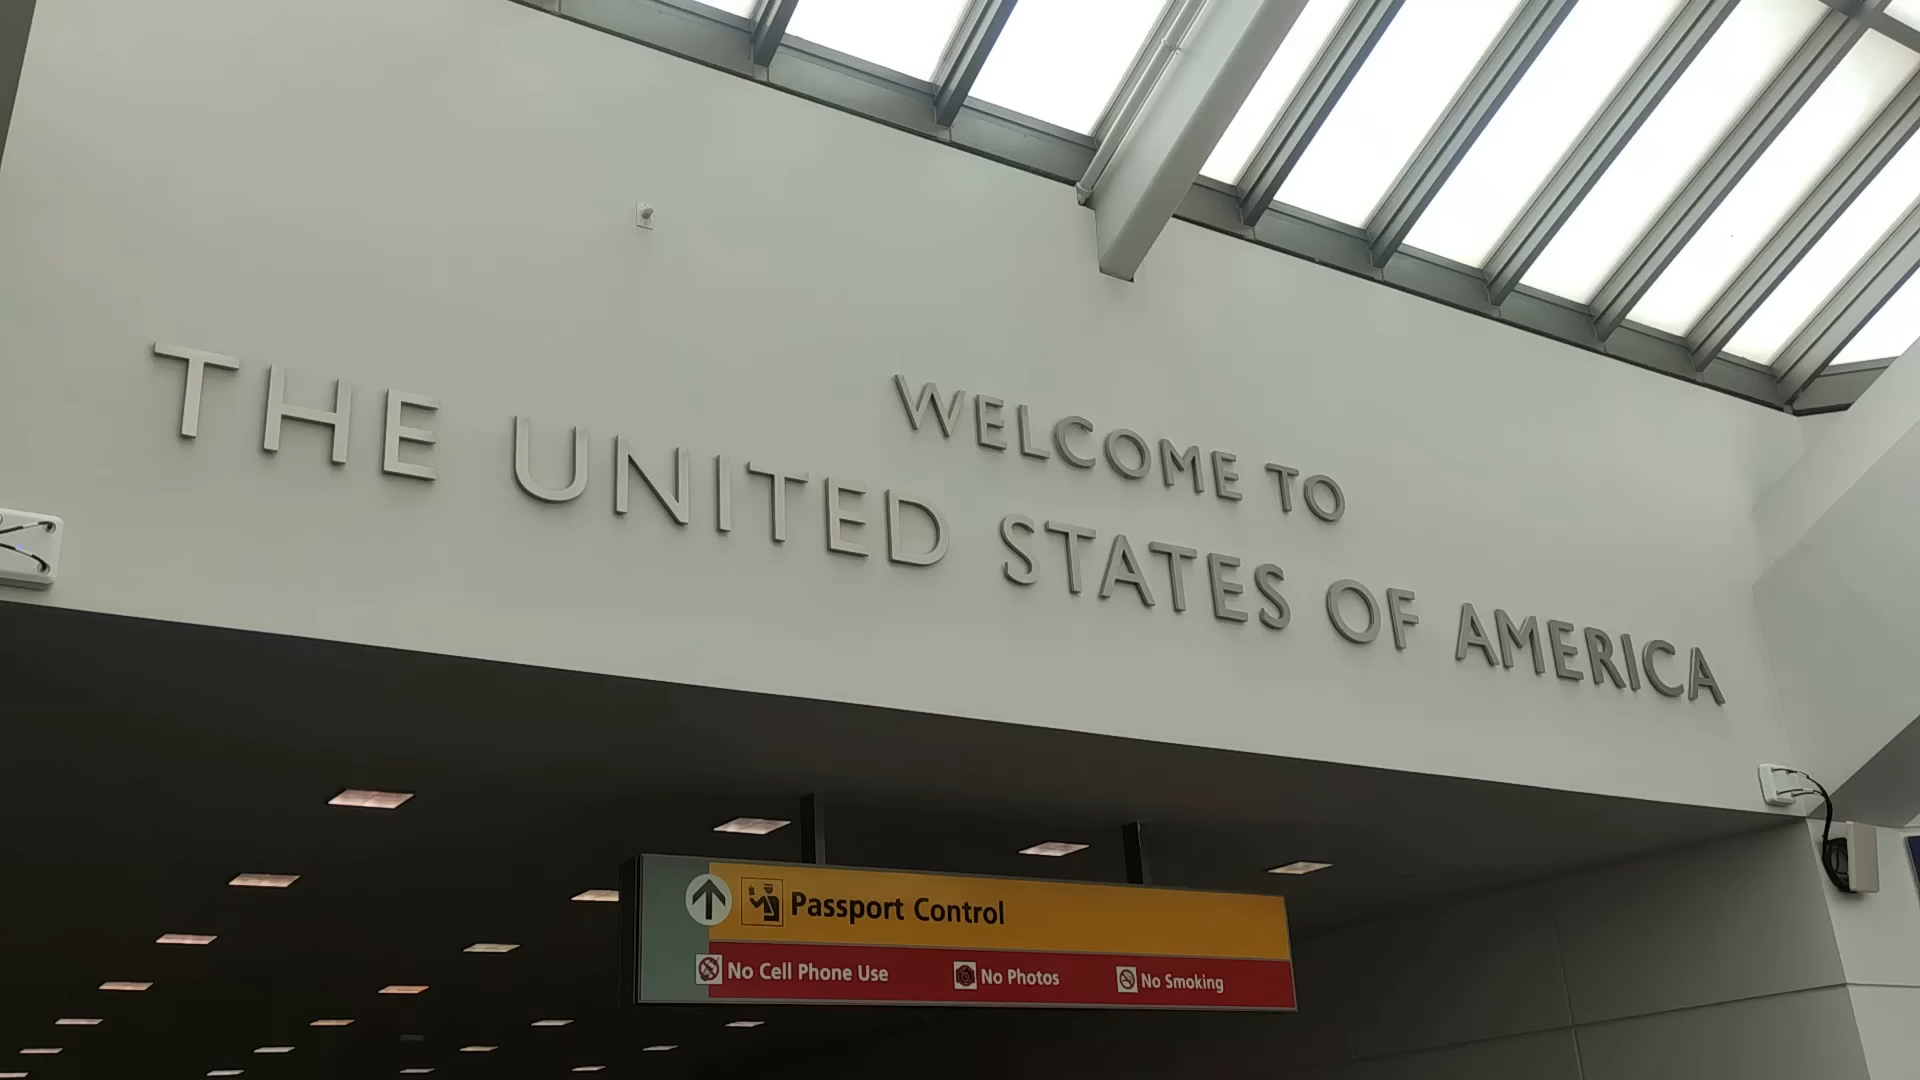 WELCOME TO
THE UNITED STATES OF AMERICA
Passport Control
No Cell Phone Use No Photos No Smoking